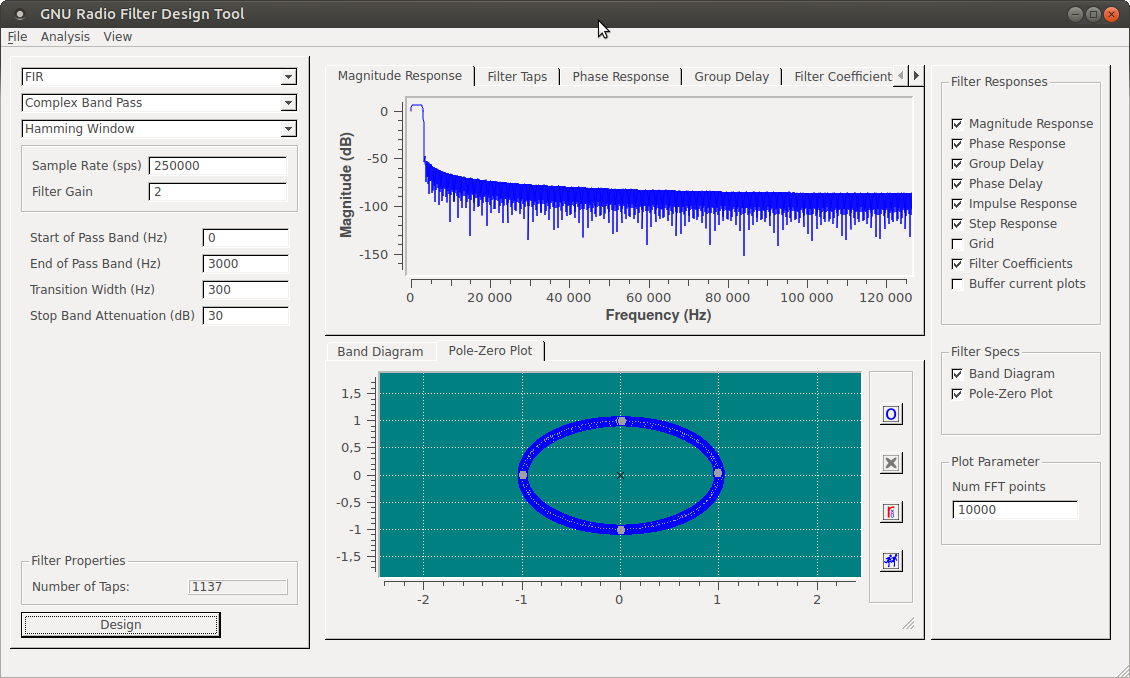 GNU Radio Filter Design Tool
File Analysis View
FIR
Complex Band Pass
Hamming Window
Sample Rate (sps) 250000
Filter Gain 2
Start of Pass Band (Hz) 0
End of Pass Band (Hz) 3000
Transition Width (Hz) 300
Stop Band Attenuation (dB) 30
Filter Properties
Number of Taps: 1137
Design
Magnitude Response Filter Taps Phase Response Group Delay Filter Coefficient
Magnitude (dB)
0
-50
-100
-150
0 20 000 40 000 60 000 80 000 100 000 120 000
Frequency (Hz)
Band Diagram Pole-Zero Plot
1,5
1
0,5
0
-0,5
-1
-1,5
-2 -1 0 1 2
Filter Responses
Magnitude Response
Phase Response
Group Delay
Phase Delay
Impulse Response
Step Response
Grid
Filter Coefficients
Buffer current plots
Filter Specs
Band Diagram
Pole-Zero Plot
Plot Parameter
Num FFT points
10000